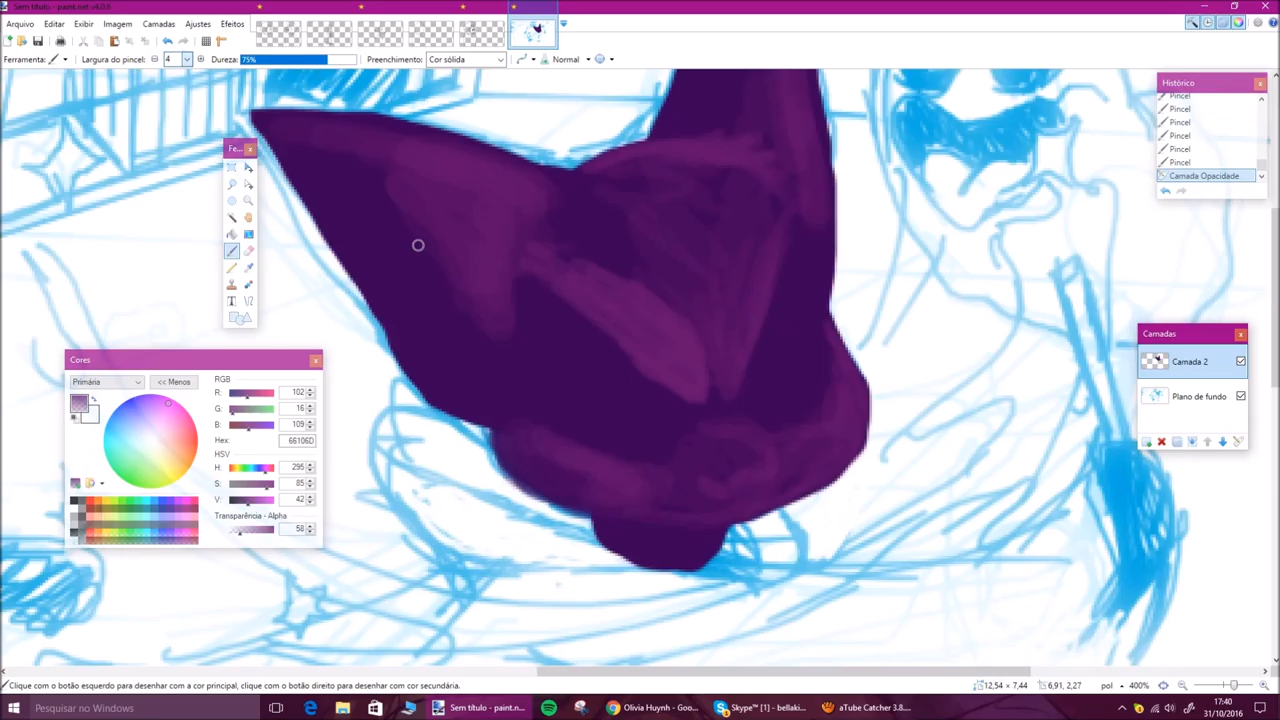 Sem título - paint.net v4.0.6
Arquivo Editar Exibir Imagem Camadas Ajustes Efeitos
Ferramenta: Largura do pincel: 4 Dureza: 75% Preenchimento: Cor sólida Normal
Histórico
Pincel
Pincel
Pincel
Pincel
Pincel
Pincel
Camada Opacidade
Fe...
Camadas
Camada 2
Plano de fundo
Cores
Primária << Menos
RGB
R: 102
G: 16
B: 109
Hex: 66106D
HSV
H: 295
S: 85
V: 42
Transparência - Alpha
58
Clique com o botão esquerdo para desenhar com a cor principal, clique com botão direito para desenhar com cor secundária.
12,54 × 7,44 6,91, 2,27 pol 400%
Pesquisar no Windows
Sem título - paint.n...
Olivia Huynh - Goo...
Skype™ [1] - bellaki...
aTube Catcher 3.8....
17:40
31/10/2016